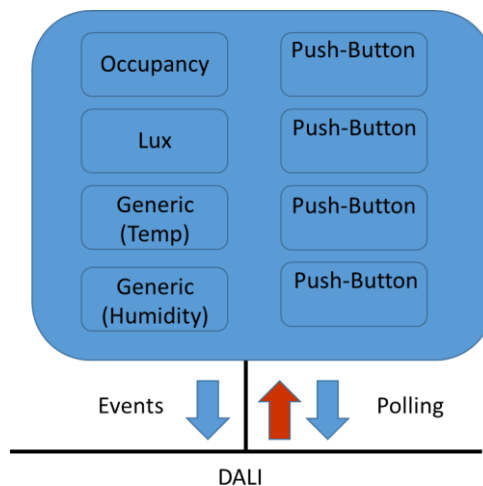 Occupancy
Push-Button
Lux
Push-Button
Generic
(Temp)
Push-Button
Generic
(Humidity)
Push-Button
Events
Polling
DALI